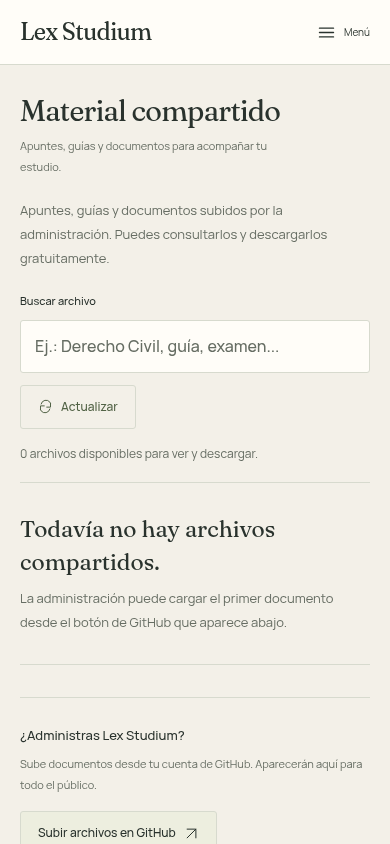 Lex Studium
Menú
Material compartido
Apuntes, guías y documentos para acompañar tu
estudio.
Apuntes, guías y documentos subidos por la
administración. Puedes consultarlos y descargarlos
gratuitamente.
Buscar archivo
Ej.: Derecho Civil, guía, examen...
Actualizar
0 archivos disponibles para ver y descargar.
Todavía no hay archivos
compartidos.
La administración puede cargar el primer documento
desde el botón de GitHub que aparece abajo.
¿Administras Lex Studium?
Sube documentos desde tu cuenta de GitHub. Aparecerán aquí para
todo el público.
Subir archivos en GitHub